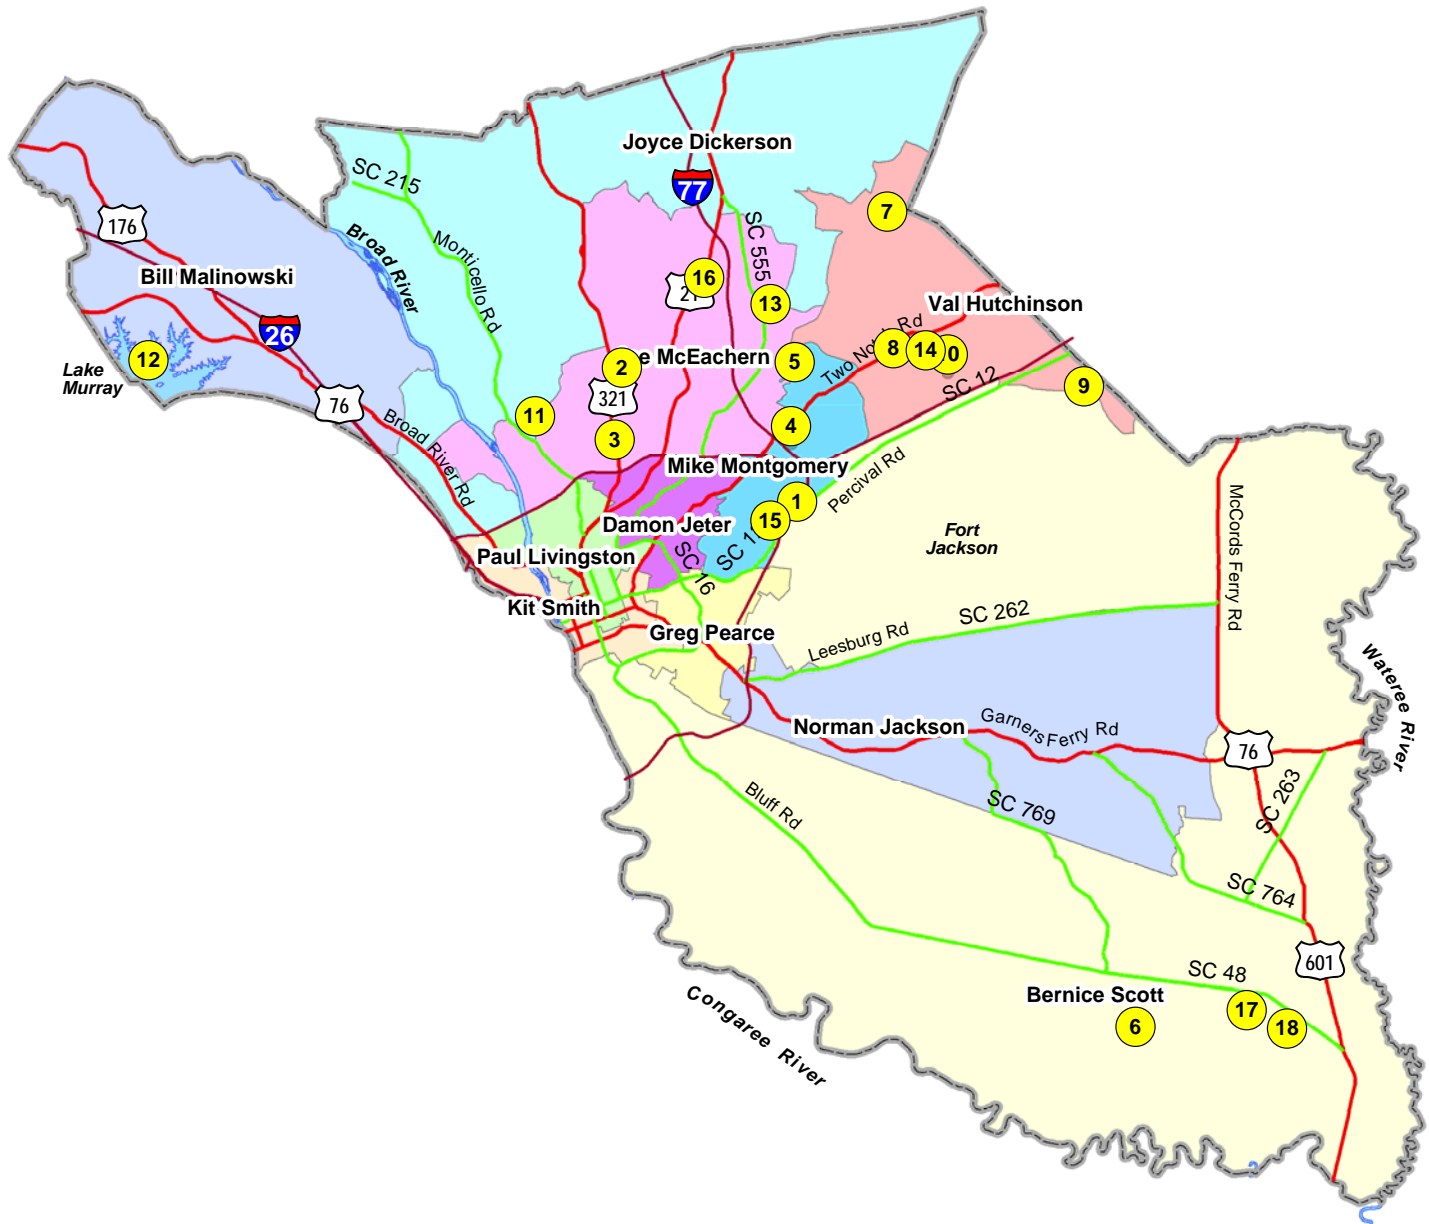 Joyce Dickerson
77
SC 215
7
176
Broad River
Monticello Rd
SC 555
Bill Malinowski
16
21
13
Val Hutchinson
26
Two Rd
12
Lake
Murray
2
McEachern
5
8
14
0
SC 12
9
321
76
11
Broad River Rd
3
4
Mike Montgomery
Percival Rd
1
15
Damon Jeter
SC 16
SC
Fort
Jackson
McCords Ferry Rd
Paul Livingston
Kit Smith
Greg Pearce
Leesburg Rd
SC 262
Wateree River
Norman Jackson
Garners Ferry Rd
76
SC 263
Bluff Rd
SC 769
SC 764
601
SC 48
Bernice Scott
Congaree River
6
17
18